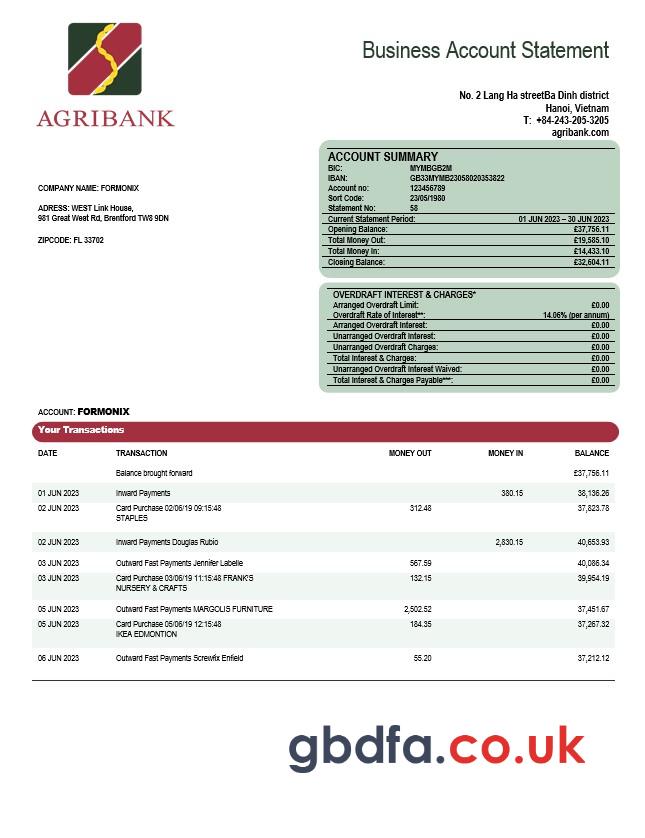 Business Account Statement
AGRIBANK
No. 2 Lang Ha streetBa Dinh district
Hanoi, Vietnam
T: +84-243-205-3205
agribank.com
COMPANY NAME: FORMONIX
ADRESS: WEST Link House,
981 Great West Rd, Brentford TW8 9DN
ZIPCODE: FL 33702
ACCOUNT SUMMARY
BIC: MYMBGB2M
IBAN: GB33MYMB23058020353822
Account no: 123456789
Sort Code: 23/05/1980
Statement No: 58
Current Statement Period: 01 JUN 2023 – 30 JUN 2023
Opening Balance: £37,756.11
Total Money Out: £19,585.10
Total Money In: £14,433.10
Closing Balance: £32,604.11
OVERDRAFT INTEREST & CHARGES*
Arranged Overdraft Limit: £0.00
Overdraft Rate of Interest**: 14.06% (per annum)
Arranged Overdraft Interest: £0.00
Unarranged Overdraft Interest: £0.00
Unarranged Overdraft Charges: £0.00
Total Interest & Charges: £0.00
Unarranged Overdraft Interest Waived: £0.00
Total Interest & Charges Payable***: £0.00
ACCOUNT: FORMONIX
Your Transactions
DATE TRANSACTION MONEY OUT MONEY IN BALANCE
Balance brought forward £37,756.11
01 JUN 2023 Inward Payments 380.15 38,136.26
02 JUN 2023 Card Purchase 02/06/19 09:15:48 312.48 37,823.78
STAPLES
02 JUN 2023 Inward Payments Douglas Rubio 2,830.15 40,653.93
03 JUN 2023 Outward Fast Payments Jennifer Labelle 567.59 40,086.34
03 JUN 2023 Card Purchase 03/06/19 11:15:48 FRANK'S 132.15 39,954.19
NURSERY & CRAFTS
05 JUN 2023 Outward Fast Payments MARGOLIS FURNITURE 2,502.52 37,451.67
05 JUN 2023 Card Purchase 05/06/19 12:15:48 184.35 37,267.32
IKEA EDMONTION
06 JUN 2023 Outward Fast Payments Screwfix Enfield 55.20 37,212.12
gbdfa.co.uk